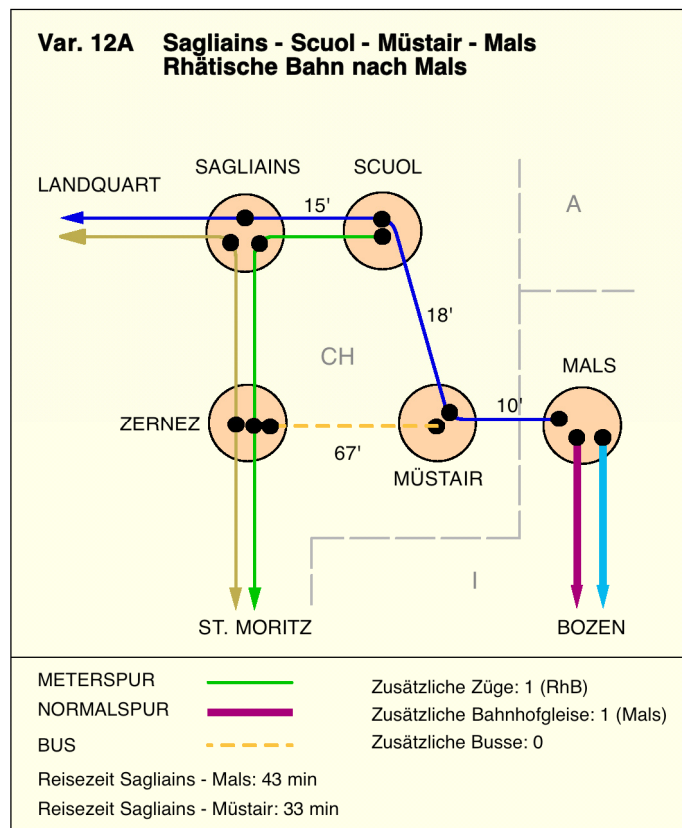 Var. 12A Sagliains - Scuol - Müstair - Mals
Rhätische Bahn nach Mals
SAGLIAINS
SCUOL
LANDQUART
15'
A
18'
CH
MALS
ZERNEZ
10'
67'
MÜSTAIR
I
ST. MORITZ
BOZEN
METERSPUR
NORMALSPUR
BUS
Reisezeit Sagliains - Mals: 43 min
Reisezeit Sagliains - Müstair: 33 min
Zusätzliche Züge: 1 (RhB)
Zusätzliche Bahnhofgleise: 1 (Mals)
Zusätzliche Busse: 0